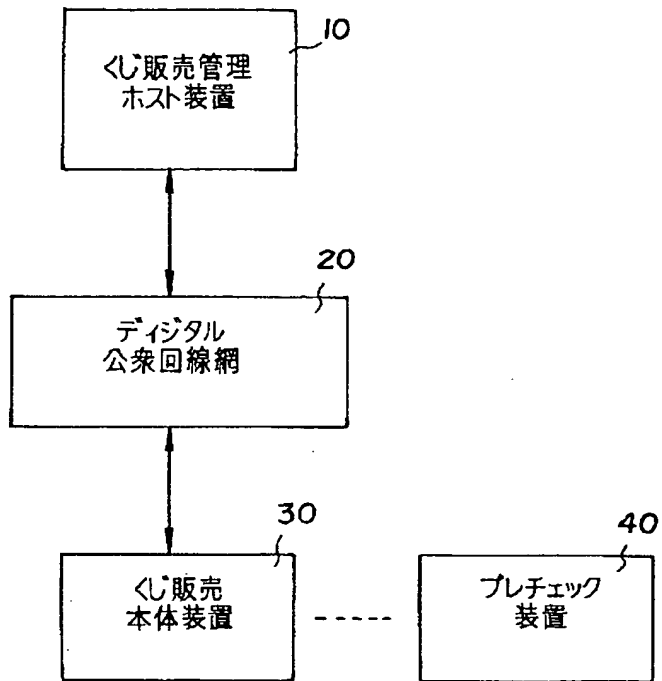 10
くじ販売管理
ホスト装置
20
ディジタル
公衆回線網
30
くじ販売
本体装置
40
プレチェック
装置